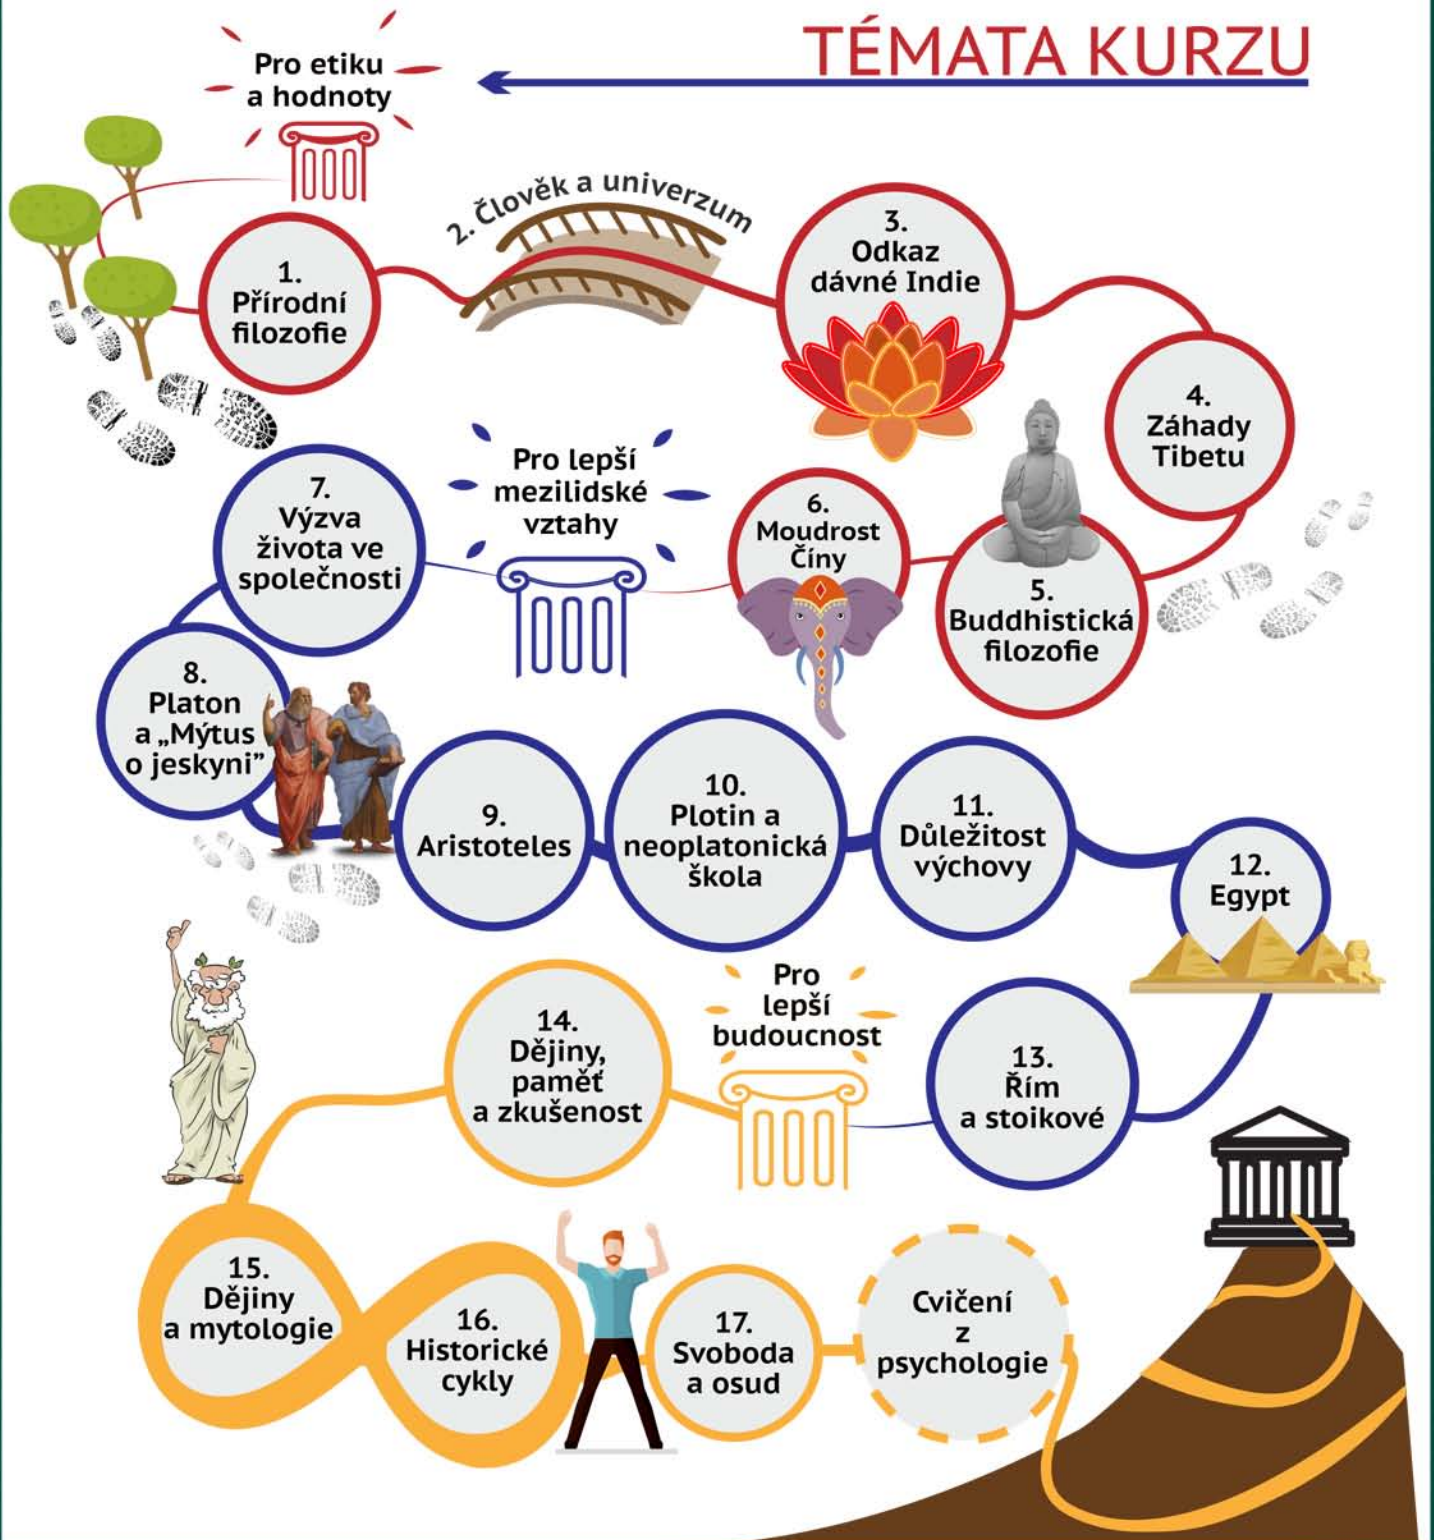 TÉMATA KURZU
Pro etiku
a hodnoty
1.
Přírodní
filozofie
2. Člověk a univerzum
3.
Odkaz
dávné Indie
4.
Záhady
Tibetu
5.
Buddhistická
filozofie
6.
Moudrost
Číny
Pro lepší
mezilidské
vztahy
7.
Výzva
života ve
společnosti
8.
Platon
a „Mýtus
o jeskyni”
9.
Aristoteles
10.
Plotin a
neoplatonická
škola
11.
Důležitost
výchovy
12.
Egypt
13.
Řím
a stoikové
Pro
lepší
budoucnost
14.
Dějiny,
paměť
a zkušenost
15.
Dějiny
a mytologie
16.
Historické
cykly
17.
Svoboda
a osud
Cvičení
z
psychologie